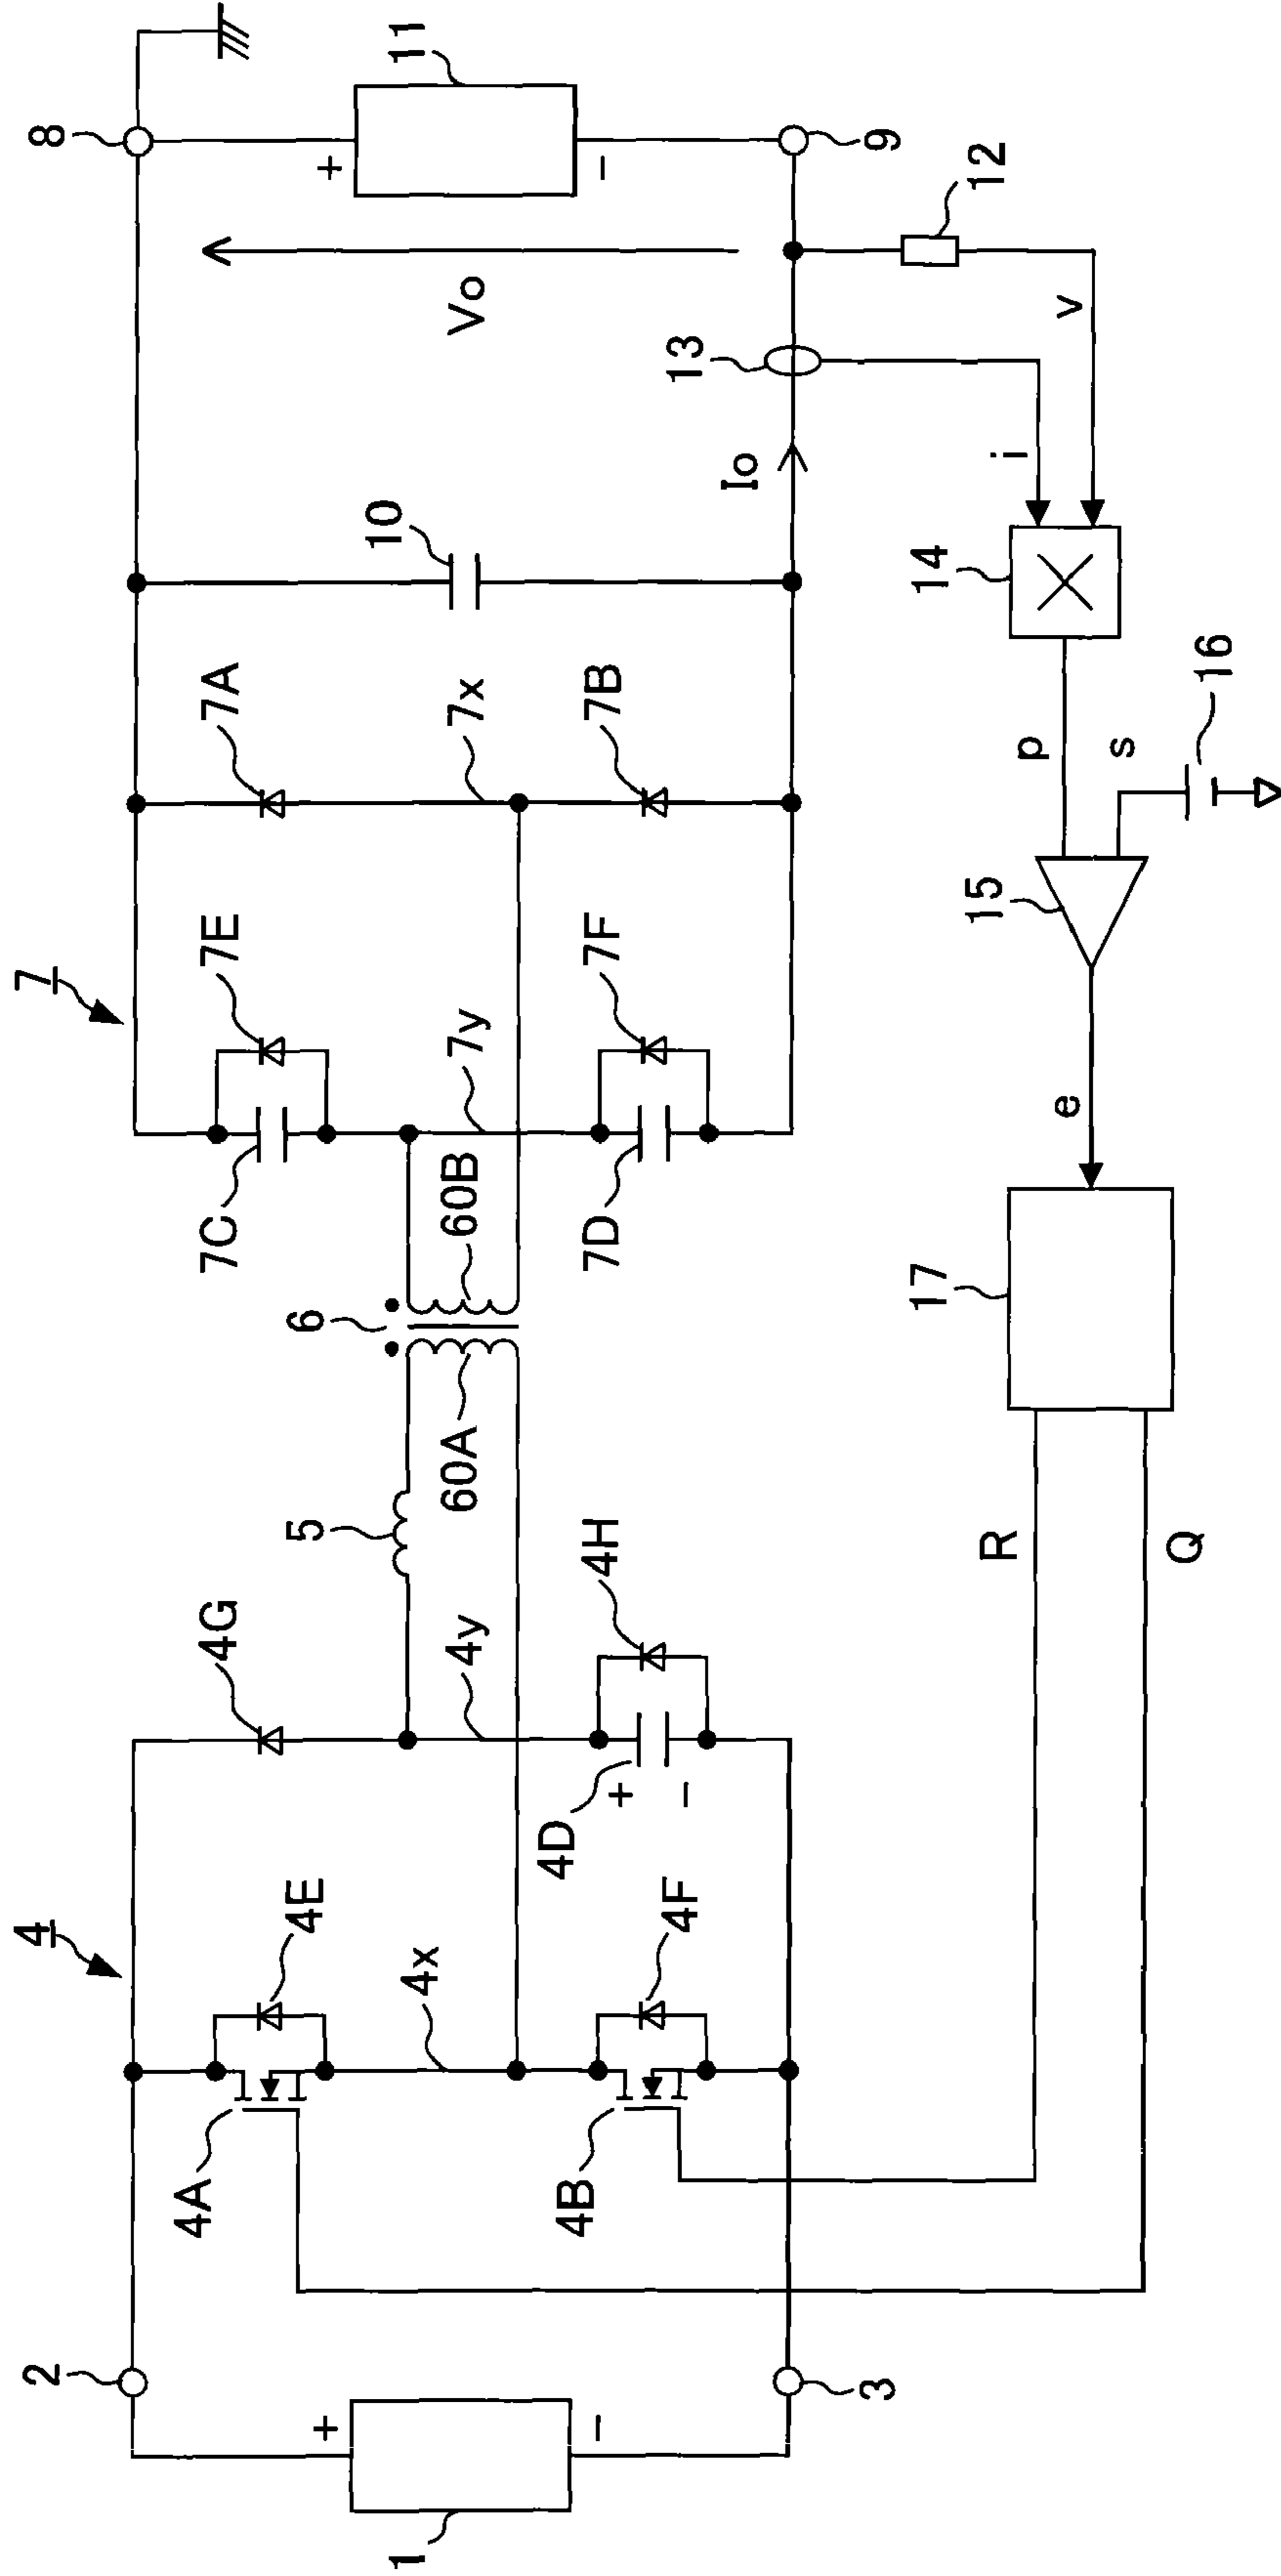 1
+
−
2
3
4
4A
4B
4E
4F
4x
4G
4y
4D
+
−
4H
5
6
60A
60B
7
7C
7D
7E
7F
7y
7A
7x
7B
10
Io
Vo
13
12
8
9
11
+
−
i
v
14
p
s
16
15
e
17
R
Q